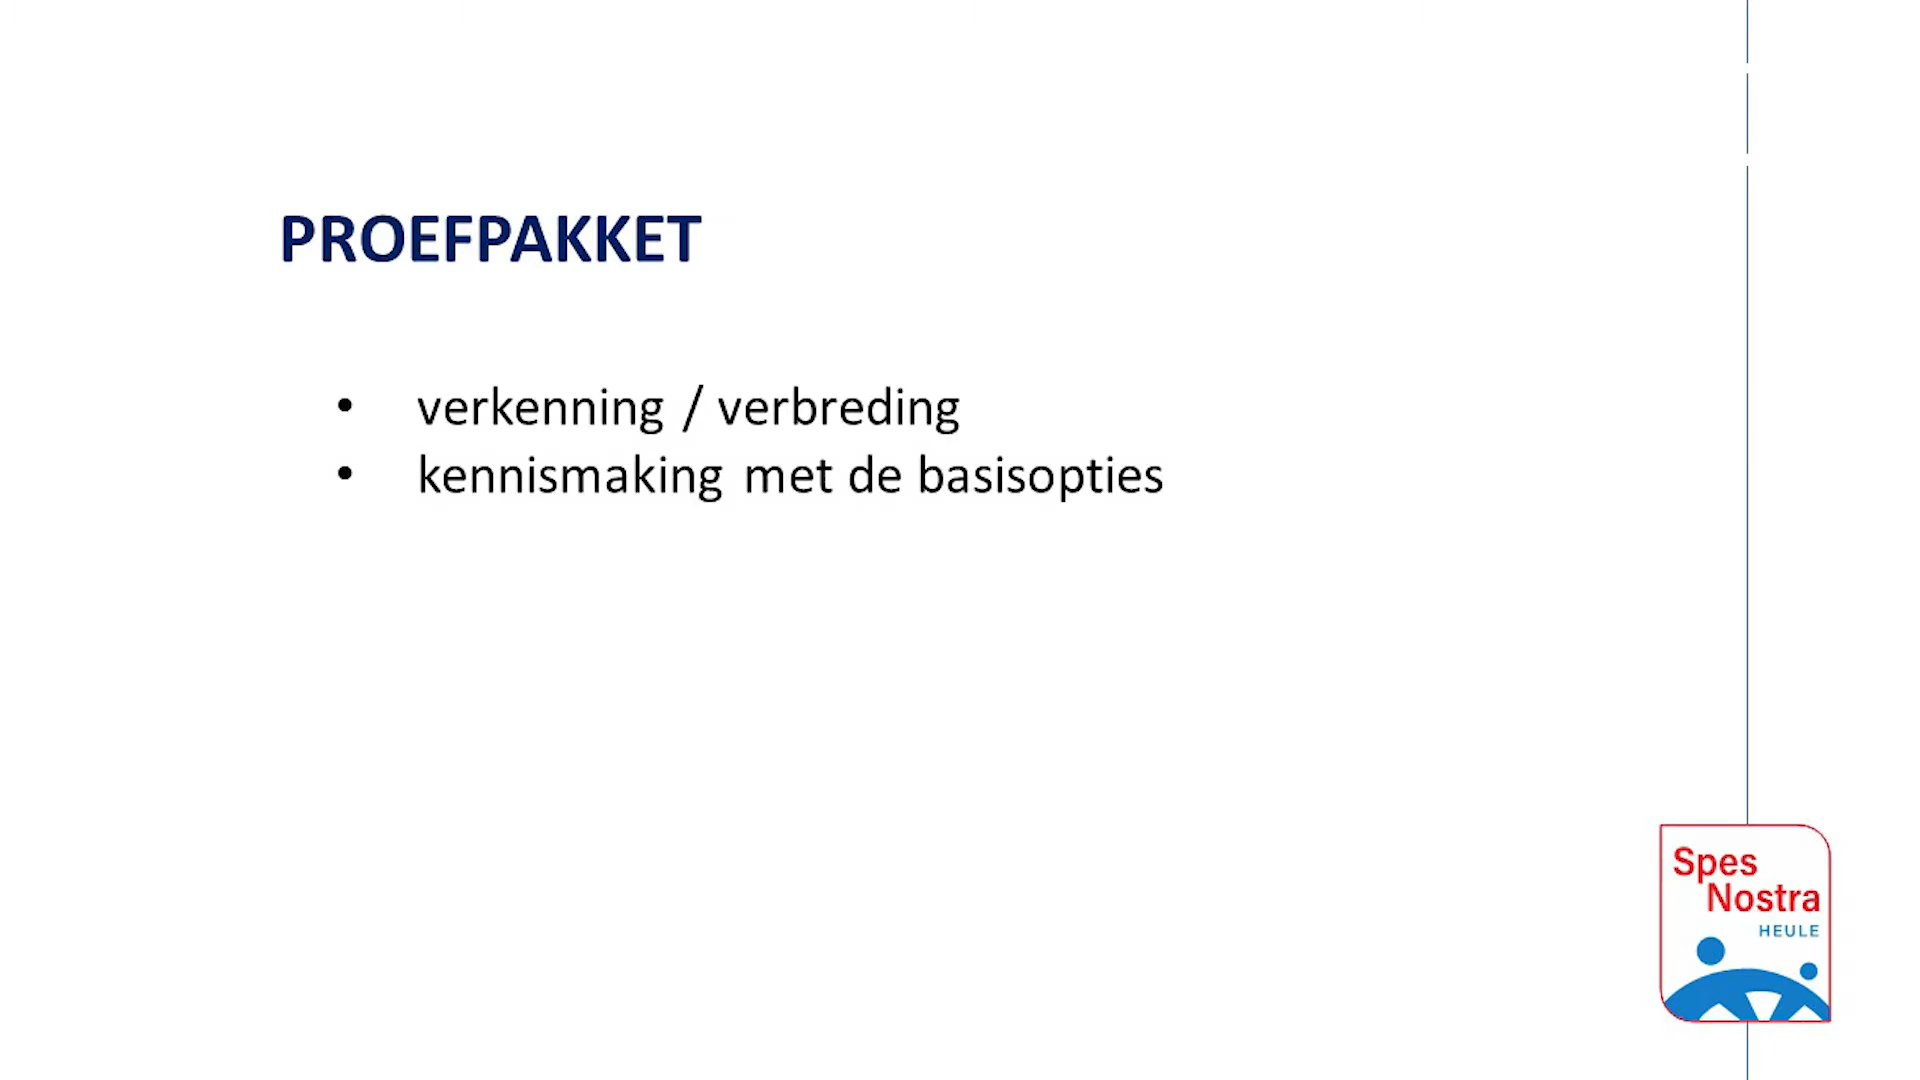 PROEFPAKKET
• verkenning / verbreding
• kennismaking met de basisopties
Spes
Nostra
HEULE